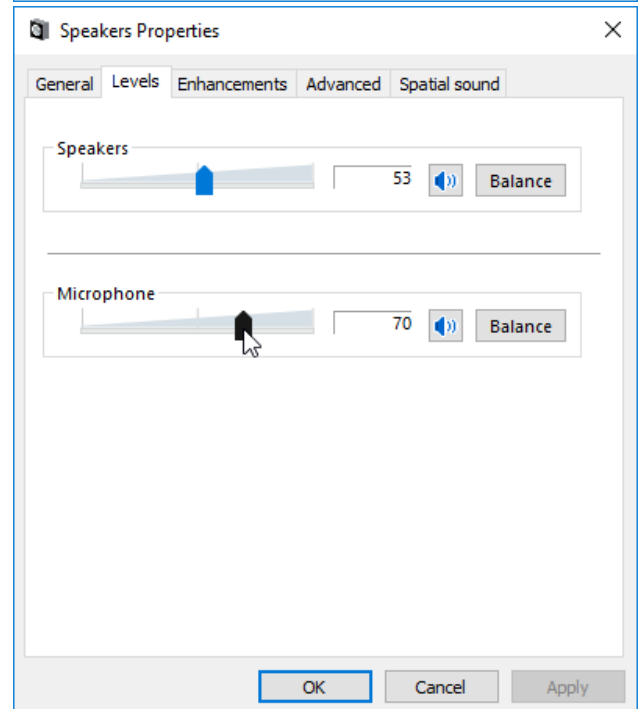 Speakers Properties
General Levels Enhancements Advanced Spatial sound
Speakers
53 Balance
Microphone
70 Balance
OK Cancel Apply